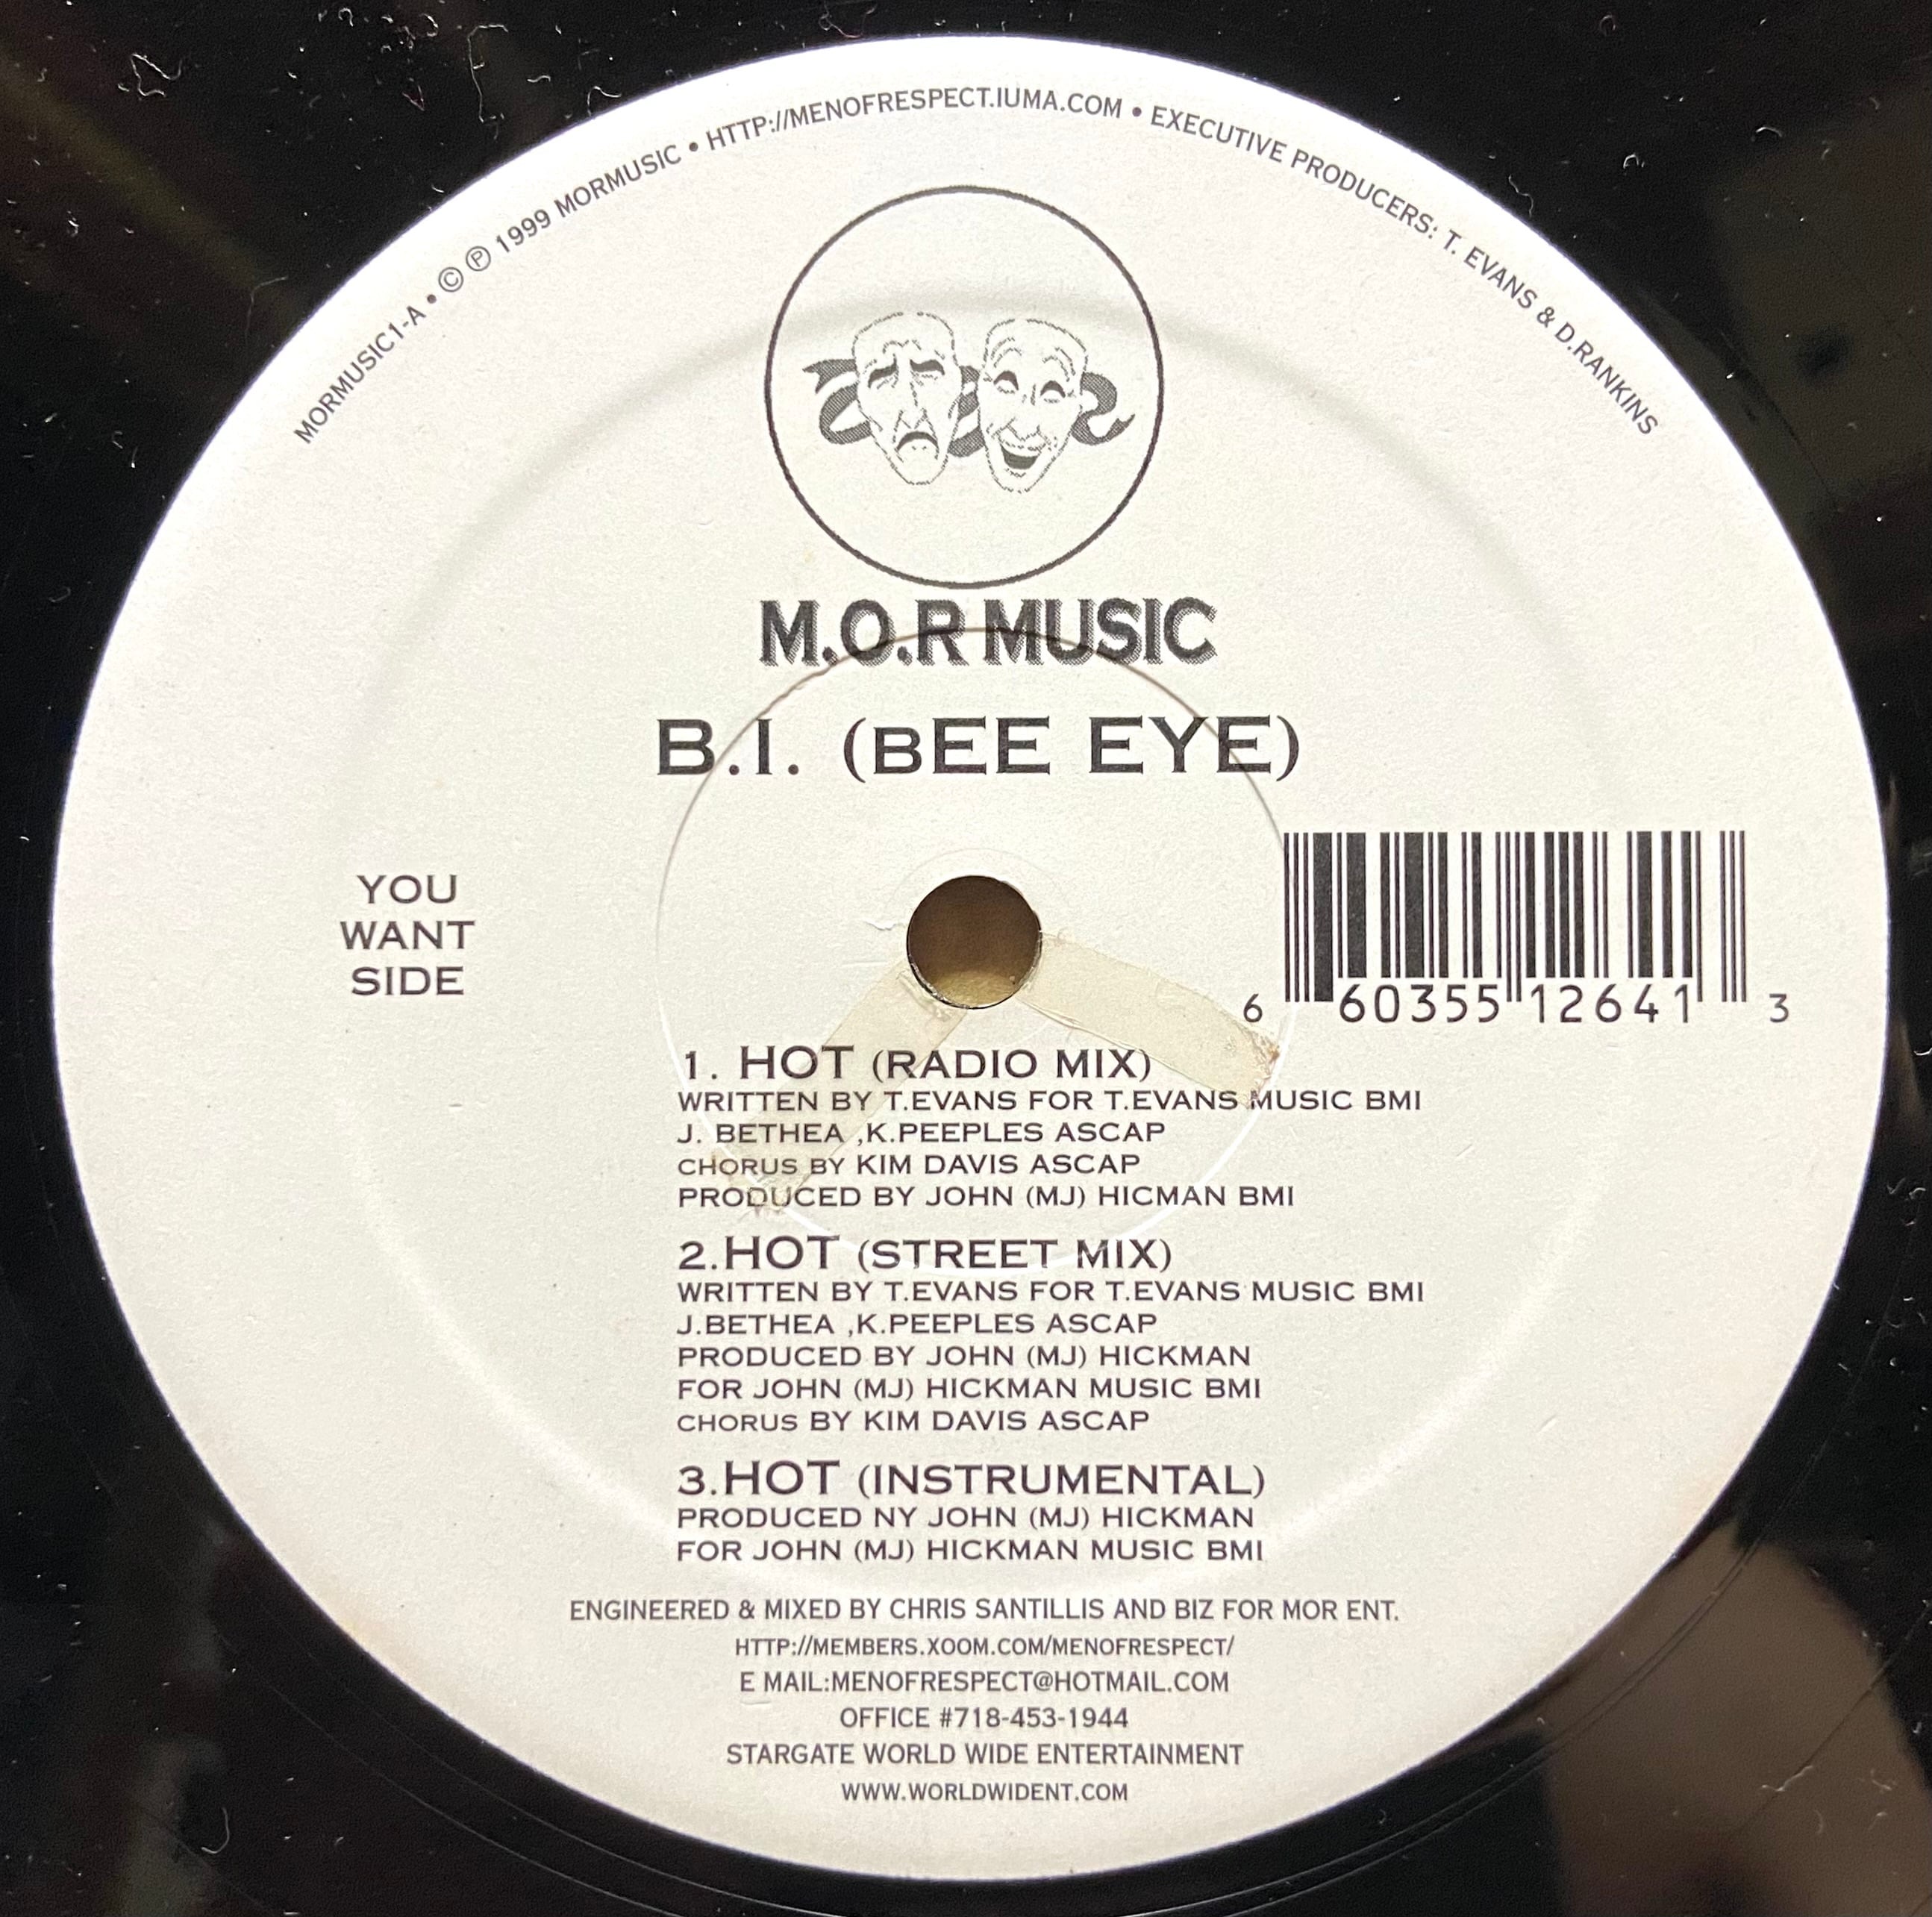 MORMUSIC1-A • © ℗ 1999 MORMUSIC • HTTP://MENOFRESPECT.IUMA.COM • EXECUTIVE PRODUCERS: T. EVANS & D.RANKINS
M.O.R MUSIC
B.I. (BEE EYE)
YOU
WANT
SIDE
6 60355 12641 3
1. HOT (RADIO MIX)
WRITTEN BY T.EVANS FOR T.EVANS MUSIC BMI
J. BETHEA ,K.PEEPLES ASCAP
CHORUS BY KIM DAVIS ASCAP
PRODUCED BY JOHN (MJ) HICMAN BMI
2.HOT (STREET MIX)
WRITTEN BY T.EVANS FOR T.EVANS MUSIC BMI
J.BETHEA ,K.PEEPLES ASCAP
PRODUCED BY JOHN (MJ) HICKMAN
FOR JOHN (MJ) HICKMAN MUSIC BMI
CHORUS BY KIM DAVIS ASCAP
3.HOT (INSTRUMENTAL)
PRODUCED NY JOHN (MJ) HICKMAN
FOR JOHN (MJ) HICKMAN MUSIC BMI
ENGINEERED & MIXED BY CHRIS SANTILLIS AND BIZ FOR MOR ENT.
HTTP://MEMBERS.XOOM.COM/MENOFRESPECT/
E MAIL:MENOFRESPECT@HOTMAIL.COM
OFFICE #718-453-1944
STARGATE WORLD WIDE ENTERTAINMENT
WWW.WORLDWIDENT.COM